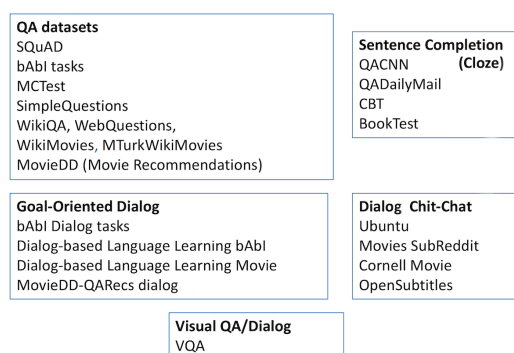 QA datasets
SQuAD
bAbI tasks
MCTest
SimpleQuestions
WikiQA, WebQuestions,
WikiMovies, MTurkWikiMovies
MovieDD (Movie Recommendations)
Sentence Completion
QACNN (Cloze)
QADailyMail
CBT
BookTest
Goal-Oriented Dialog
bAbI Dialog tasks
Dialog-based Language Learning bAbI
Dialog-based Language Learning Movie
MovieDD-QARecs dialog
Dialog Chit-Chat
Ubuntu
Movies SubReddit
Cornell Movie
OpenSubtitles
Visual QA/Dialog
VQA